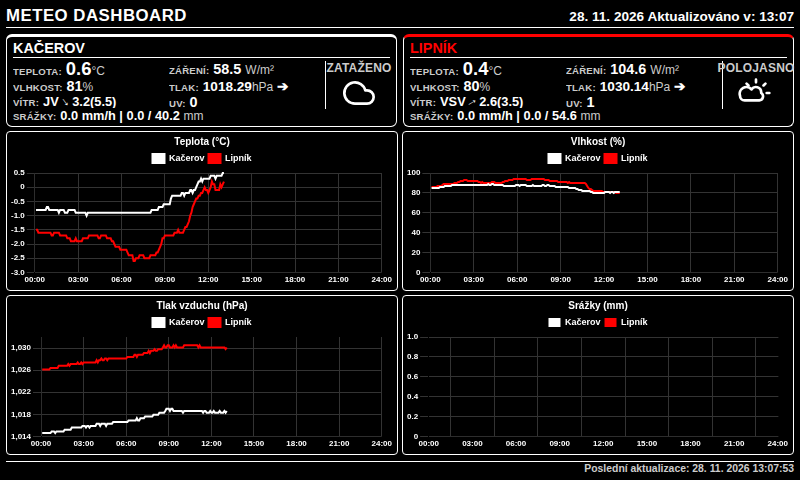 METEO DASHBOARD
28. 11. 2026 Aktualizováno v: 13:07
KAČEROV
TEPLOTA: 0.6°C
ZÁŘENÍ: 58.5 W/m²
VLHKOST: 81%
TLAK: 1018.29hPa ➔
VÍTR: JV ↘ 3.2(5.5)
UV: 0
SRÁŽKY: 0.0 mm/h | 0.0 / 40.2 mm
ZATAŽENO
LIPNÍK
TEPLOTA: 0.4°C
ZÁŘENÍ: 104.6 W/m²
VLHKOST: 80%
TLAK: 1030.14hPa ➔
VÍTR: VSV → 2.6(3.5)
UV: 1
SRÁŽKY: 0.0 mm/h | 0.0 / 54.6 mm
POLOJASNO
Teplota (°C)
Kačerov Lipník
0.5
0
-0.5
-1.0
-1.5
-2.0
-2.5
-3.0
00:00 03:00 06:00 09:00 12:00 15:00 18:00 21:00 24:00
Vlhkost (%)
Kačerov Lipník
100
80
60
40
20
0
00:00 03:00 06:00 09:00 12:00 15:00 18:00 21:00 24:00
Tlak vzduchu (hPa)
Kačerov Lipník
1,030
1,026
1,022
1,018
1,014
00:00 03:00 06:00 09:00 12:00 15:00 18:00 21:00 24:00
Srážky (mm)
Kačerov Lipník
1.0
0.8
0.6
0.4
0.2
0
00:00 03:00 06:00 09:00 12:00 15:00 18:00 21:00 24:00
Poslední aktualizace: 28. 11. 2026 13:07:53